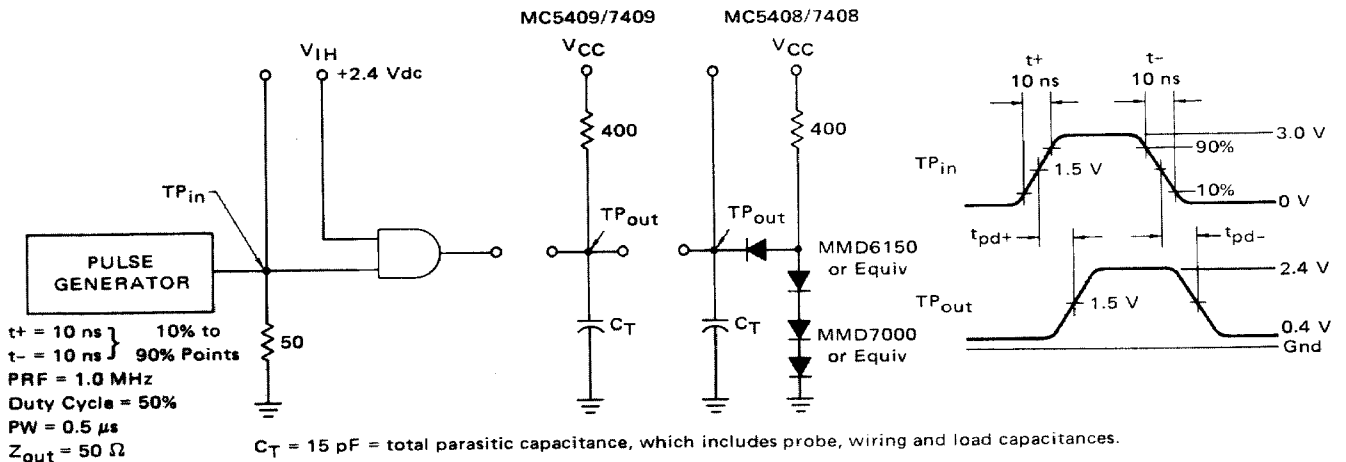 MC5409/7409
MC5408/7408
VIH
+2.4 Vdc
VCC
VCC
400
400
TPin
PULSE
GENERATOR
50
TPout
TPout
CT
CT
MMD6150
or Equiv
MMD7000
or Equiv
t+
10 ns
t–
10 ns
TPin
3.0 V
90%
1.5 V
10%
0 V
tpd+
tpd–
TPout
2.4 V
1.5 V
0.4 V
Gnd
t+ = 10 ns } 10% to
t– = 10 ns } 90% Points
PRF = 1.0 MHz
Duty Cycle = 50%
PW = 0.5 μs
Zout = 50 Ω
CT = 15 pF = total parasitic capacitance, which includes probe, wiring and load capacitances.